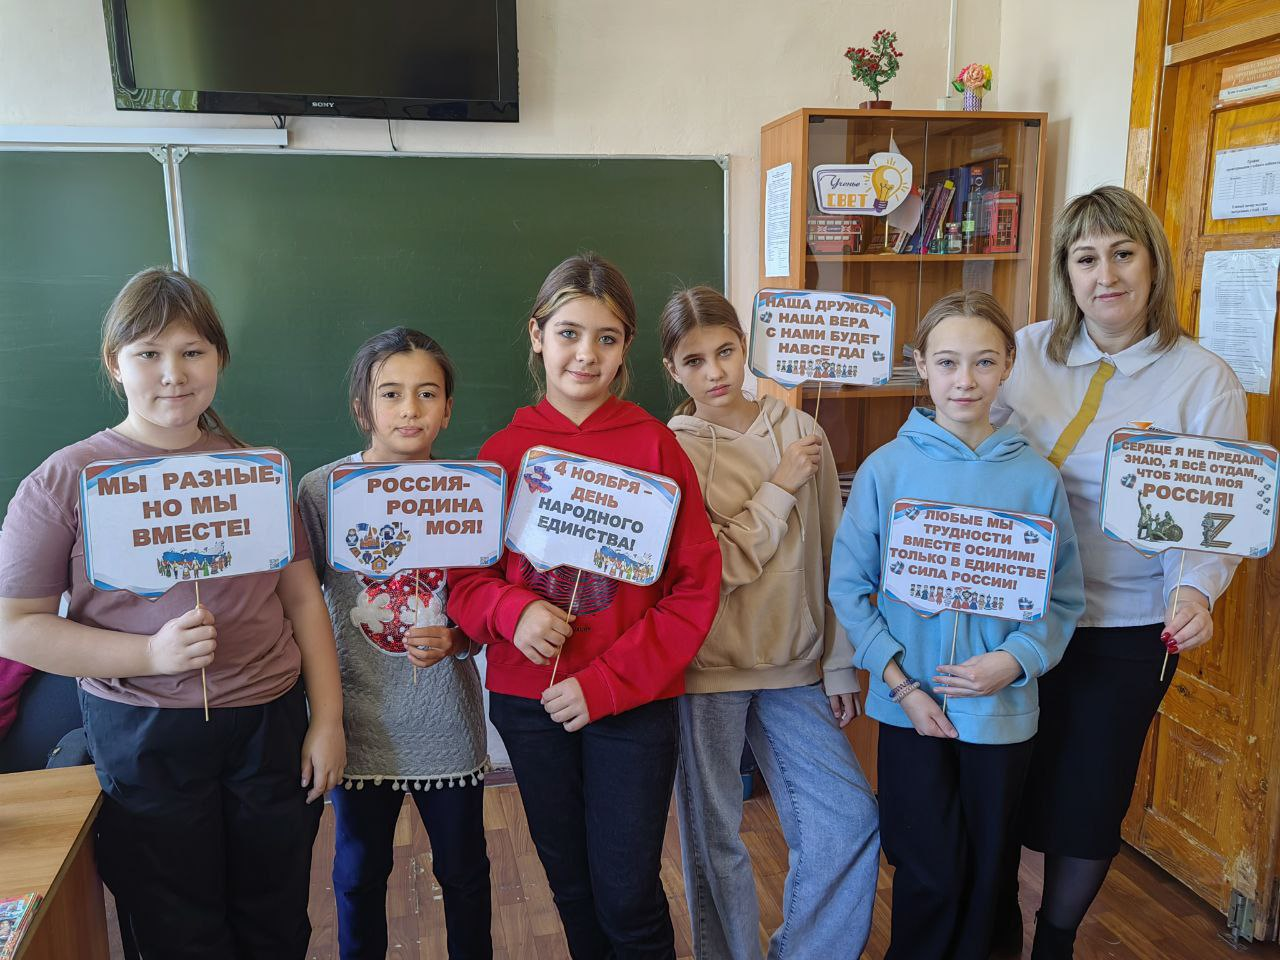 SONY
Ученье
СВЕТ
НАША ДРУЖБА,
НАША ВЕРА
С НАМИ БУДЕТ
НАВСЕГДА!
МЫ РАЗНЫЕ,
НО МЫ
ВМЕСТЕ!
РОССИЯ-
РОДИНА
МОЯ!
4 НОЯБРЯ –
ДЕНЬ
НАРОДНОГО
ЕДИНСТВА!
ЛЮБЫЕ МЫ
ТРУДНОСТИ
ВМЕСТЕ ОСИЛИМ!
ТОЛЬКО В ЕДИНСТВЕ
СИЛА РОССИИ!
СЕРДЦЕ Я НЕ ПРЕДАМ!
ЗНАЮ, Я ВСЁ ОТДАМ,
ЧТОБ ЖИЛА МОЯ
РОССИЯ!
Z